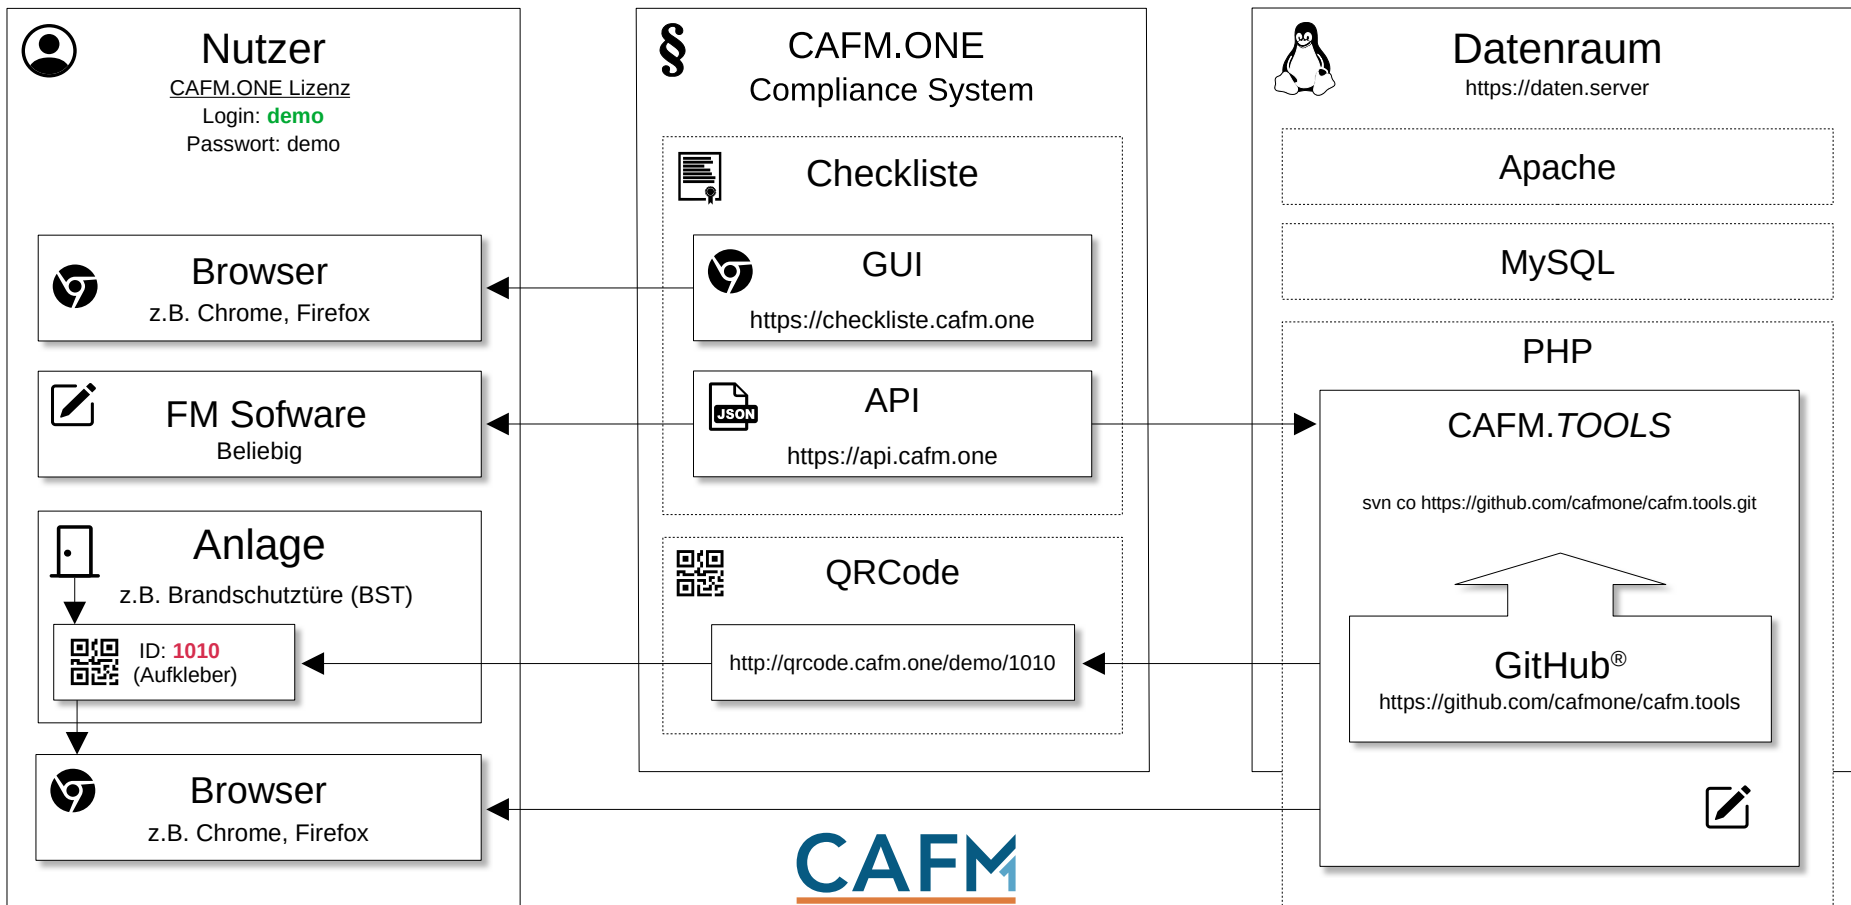 Nutzer
CAFM.ONE Lizenz
Login: demo
Passwort: demo
Browser
z.B. Chrome, Firefox
FM Sofware
Beliebig
Anlage
z.B. Brandschutztüre (BST)
ID: 1010
(Aufkleber)
Browser
z.B. Chrome, Firefox
§
CAFM.ONE
Compliance System
Checkliste
GUI
https://checkliste.cafm.one
JSON
API
https://api.cafm.one
QRCode
http://qrcode.cafm.one/demo/1010
CAFM1
Datenraum
https://daten.server
Apache
MySQL
PHP
CAFM.TOOLS
svn co https://github.com/cafmone/cafm.tools.git
GitHub®
https://github.com/cafmone/cafm.tools